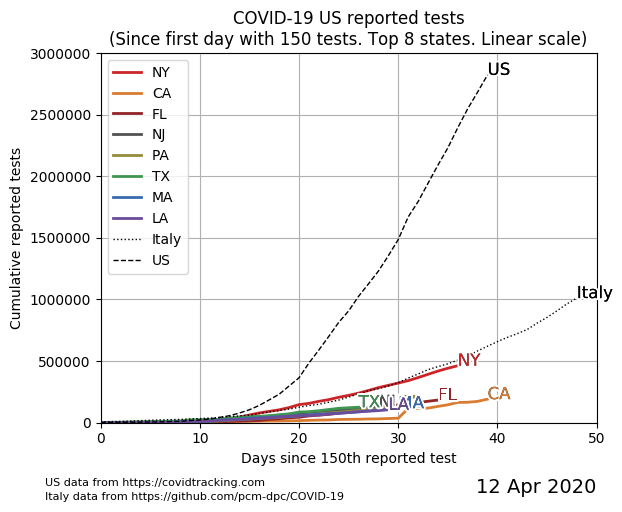 COVID-19 US reported tests
(Since first day with 150 tests. Top 8 states. Linear scale)
3000000
2500000
2000000
1500000
1000000
500000
0
Cumulative reported tests
NY
CA
FL
NJ
PA
TX
MA
LA
Italy
US
US
Italy
NY
CA
FL
TX
LA
0 10 20 30 40 50
Days since 150th reported test
US data from https://covidtracking.com
Italy data from https://github.com/pcm-dpc/COVID-19
12 Apr 2020